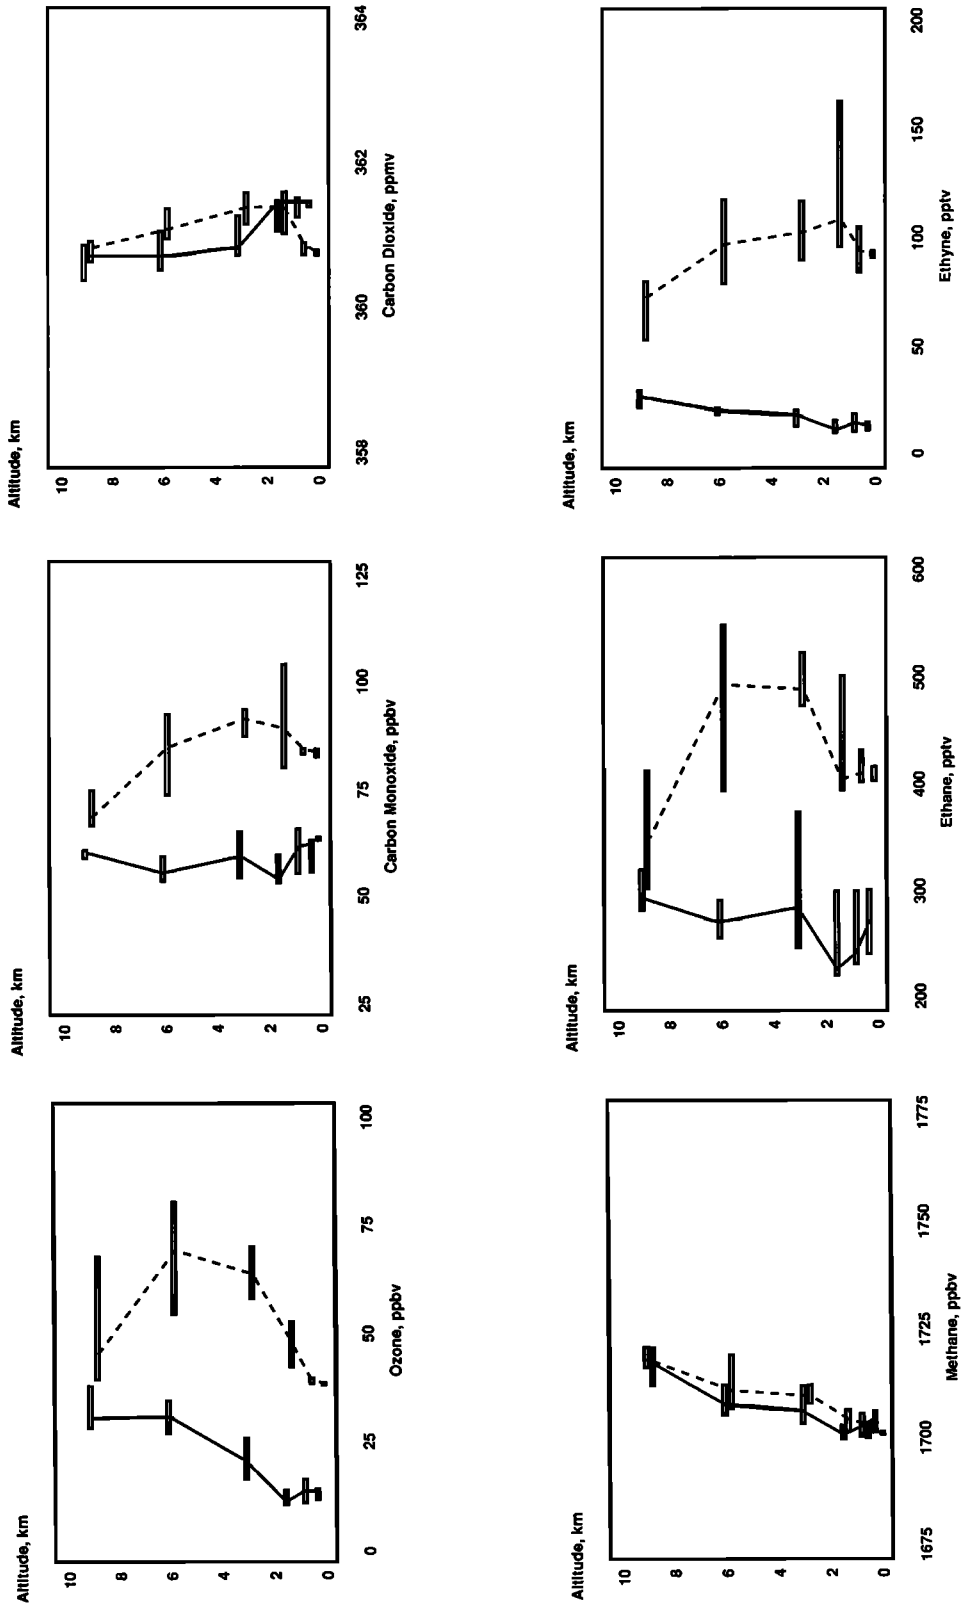 Altitude, km
10
8
6
4
2
0
0 25 50 75 100
Ozone, ppbv
Altitude, km
10
8
6
4
2
0
25 50 75 100 125
Carbon Monoxide, ppbv
Altitude, km
10
8
6
4
2
0
358 360 362 364
Carbon Dioxide, ppmv
Altitude, km
10
8
6
4
2
0
1675 1700 1725 1750 1775
Methane, ppbv
Altitude, km
10
8
6
4
2
0
200 300 400 500 600
Ethane, pptv
Altitude, km
10
8
6
4
2
0
0 50 100 150 200
Ethyne, pptv